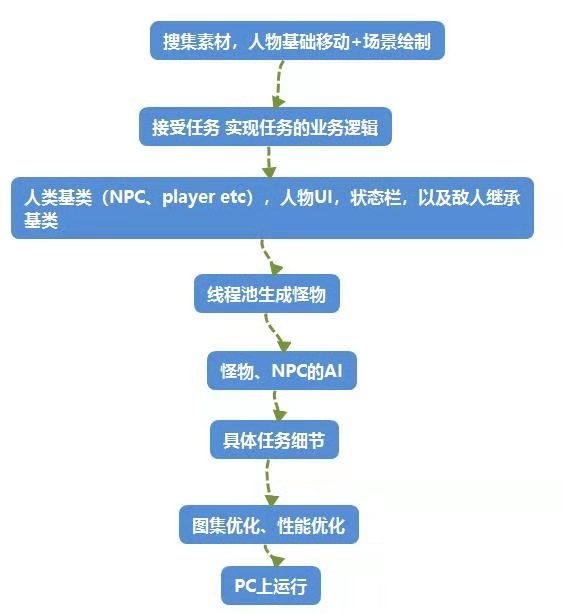 搜集素材，人物基础移动+场景绘制
接受任务 实现任务的业务逻辑
人类基类（NPC、player etc），人物UI，状态栏，以及敌人继承
基类
线程池生成怪物
怪物、NPC的AI
具体任务细节
图集优化、性能优化
PC上运行